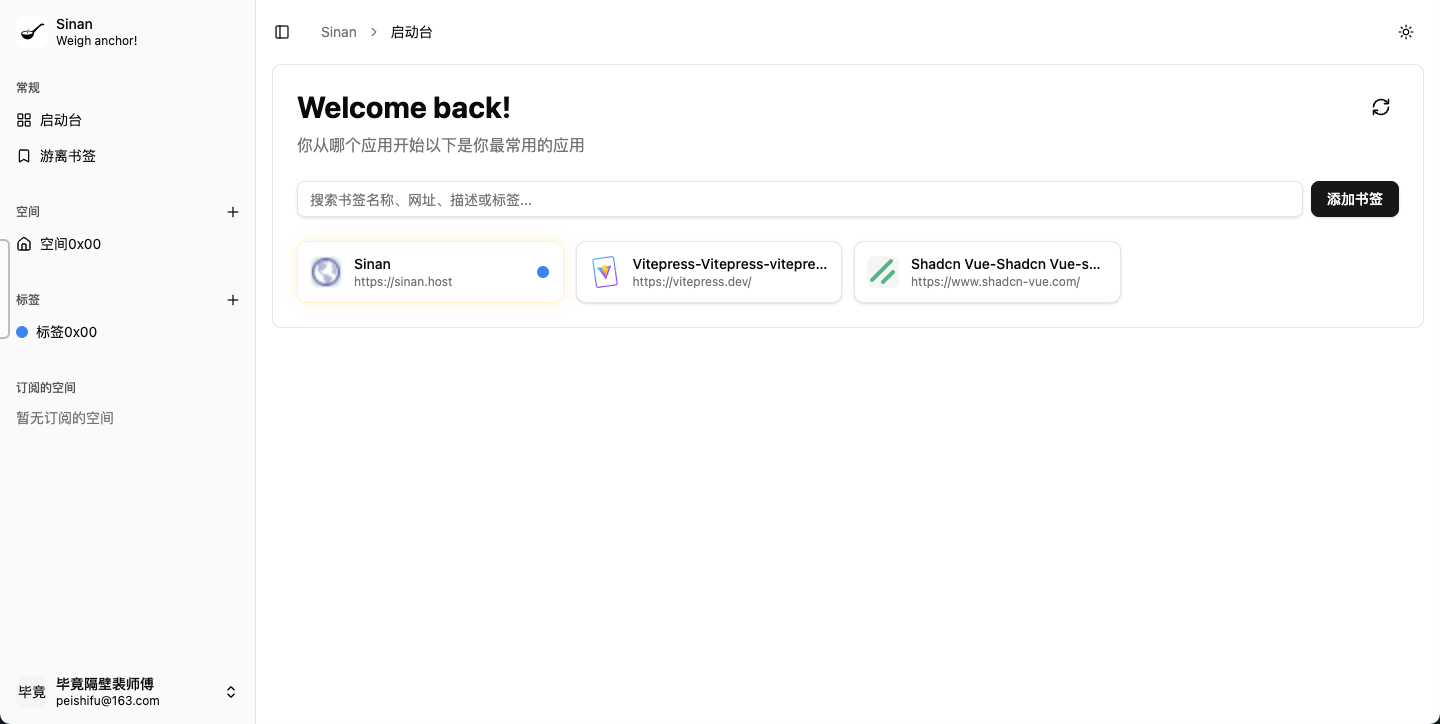 Sinan
Weigh anchor!
常规
启动台
游离书签
空间
空间0x00
标签
标签0x00
订阅的空间
暂无订阅的空间
毕竟
毕竟隔壁裴师傅
peishifu@163.com
Sinan
启动台
Welcome back!
你从哪个应用开始以下是你最常用的应用
搜索书签名称、网址、描述或标签...
添加书签
Sinan
https://sinan.host
Vitepress-Vitepress-vitepre...
https://vitepress.dev/
Shadcn Vue-Shadcn Vue-s...
https://www.shadcn-vue.com/